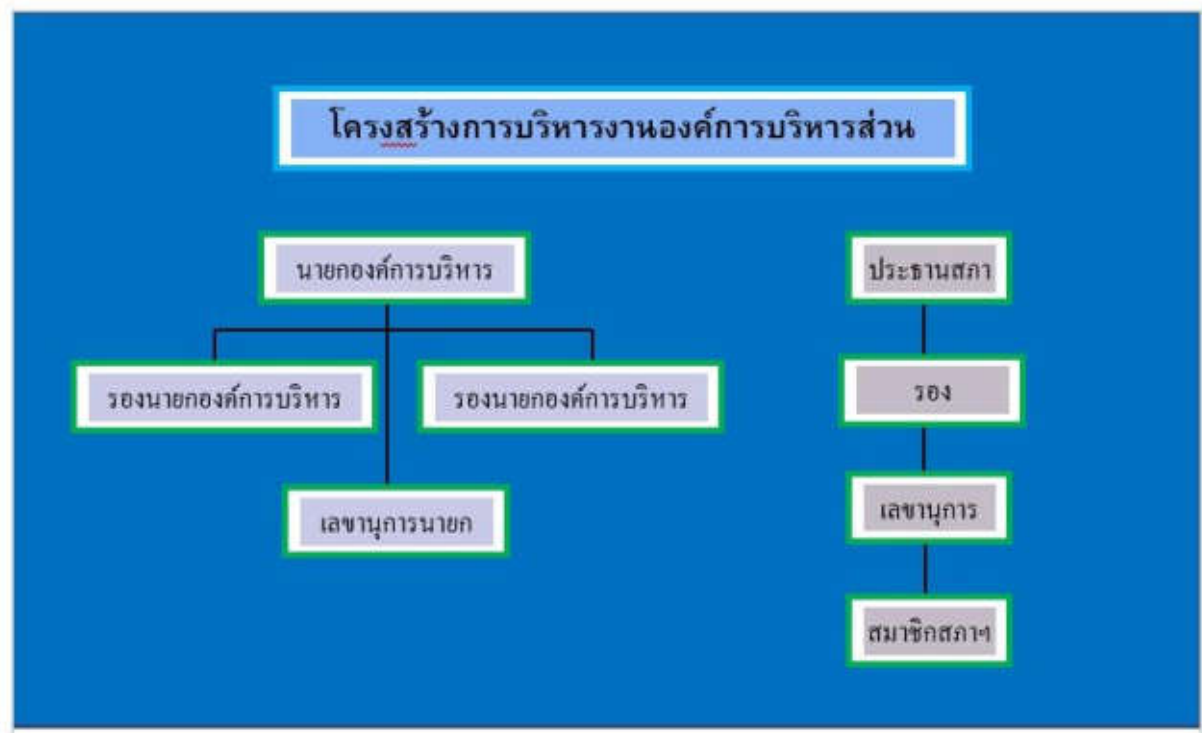 โครงสร้างการบริหารงานองค์การบริหารส่วน
นายกองค์การบริหาร
รองนายกองค์การบริหาร
รองนายกองค์การบริหาร
เลขานุการนายก
ประธานสภา
รอง
เลขานุการ
สมาชิกสภาฯ